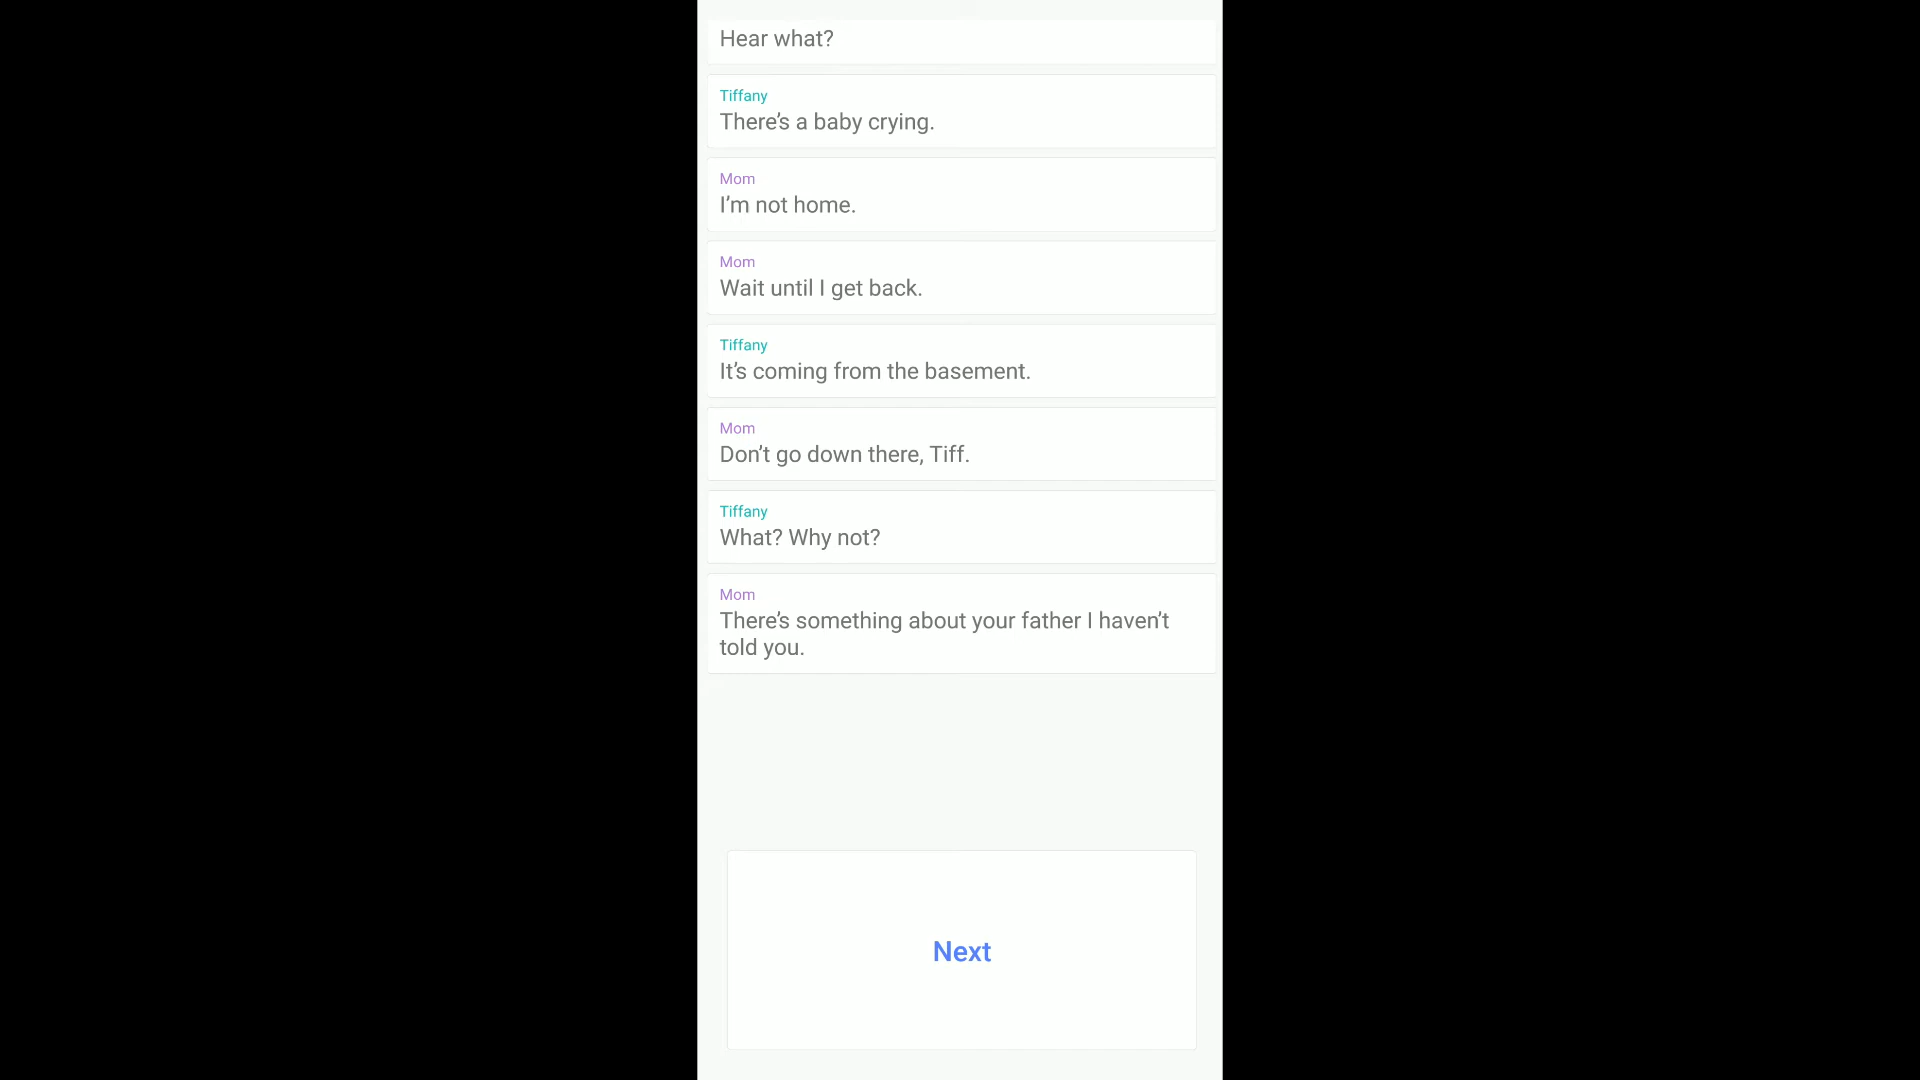 Hear what?
Tiffany
There’s a baby crying.
Mom
I’m not home.
Mom
Wait until I get back.
Tiffany
It’s coming from the basement.
Mom
Don’t go down there, Tiff.
Tiffany
What? Why not?
Mom
There’s something about your father I haven’t
told you.
Next